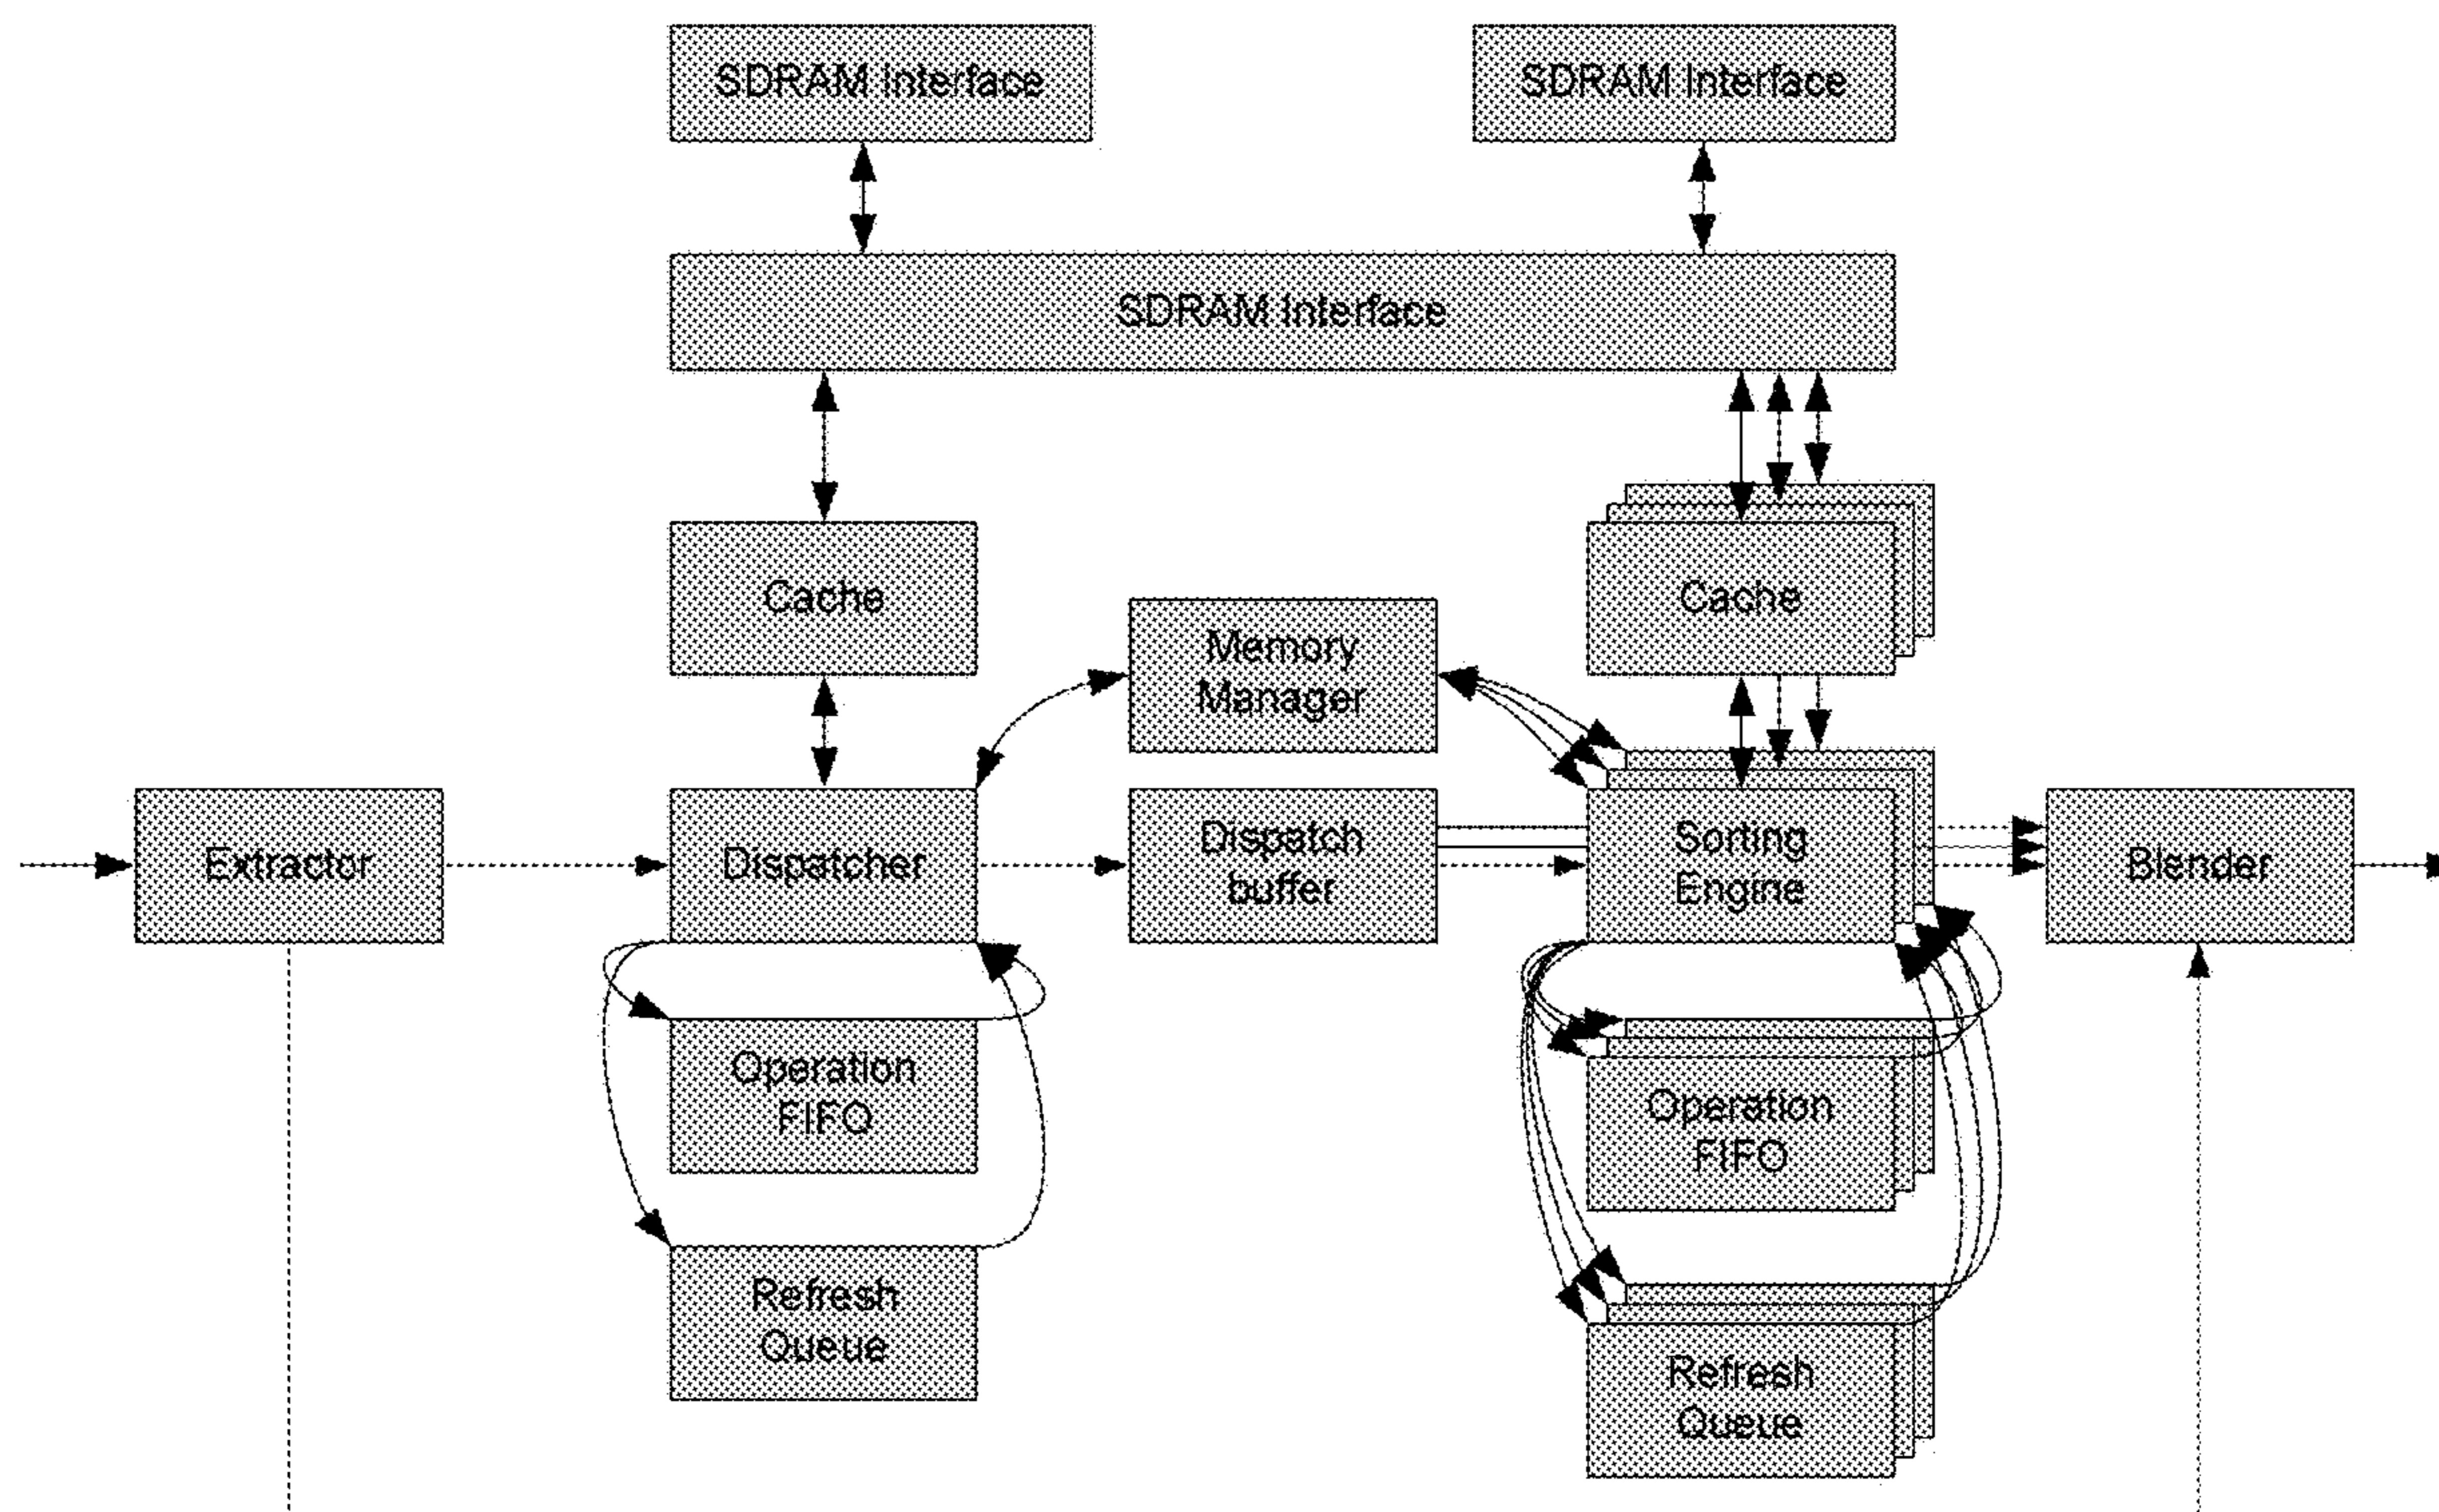 SDRAM Interface
SDRAM Interface
SDRAM Interface
Cache
Cache
Memory
Manager
Extractor
Dispatcher
Dispatch
buffer
Sorting
Engine
Blender
Operation
FIFO
Operation
FIFO
Refresh
Queue
Refresh
Queue